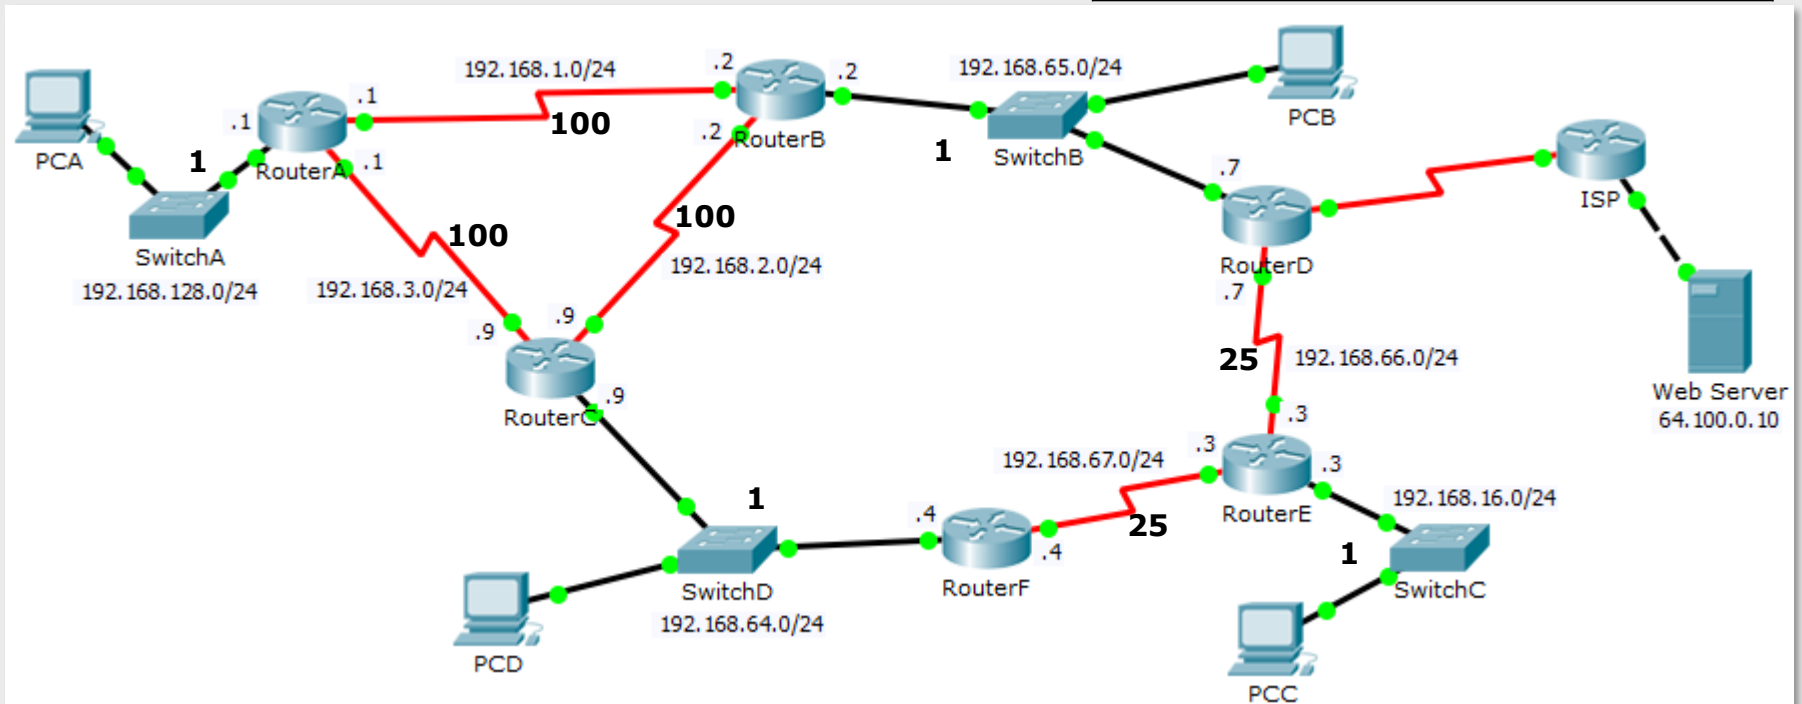 192.168.1.0/24
.2
.2
192.168.65.0/24
PCB
.1
.1
100
.2
RouterB
1
SwitchB
PCA
1
RouterA
.1
.7
ISP
SwitchA
192.168.128.0/24
100
192.168.3.0/24
100
192.168.2.0/24
RouterD
.7
.9
.9
25
192.168.66.0/24
Web Server
64.100.0.10
RouterC
.9
.3
192.168.67.0/24
.3
.3
192.168.16.0/24
1
.4
25
RouterE
.4
RouterF
1
SwitchC
SwitchD
192.168.64.0/24
PCD
PCC